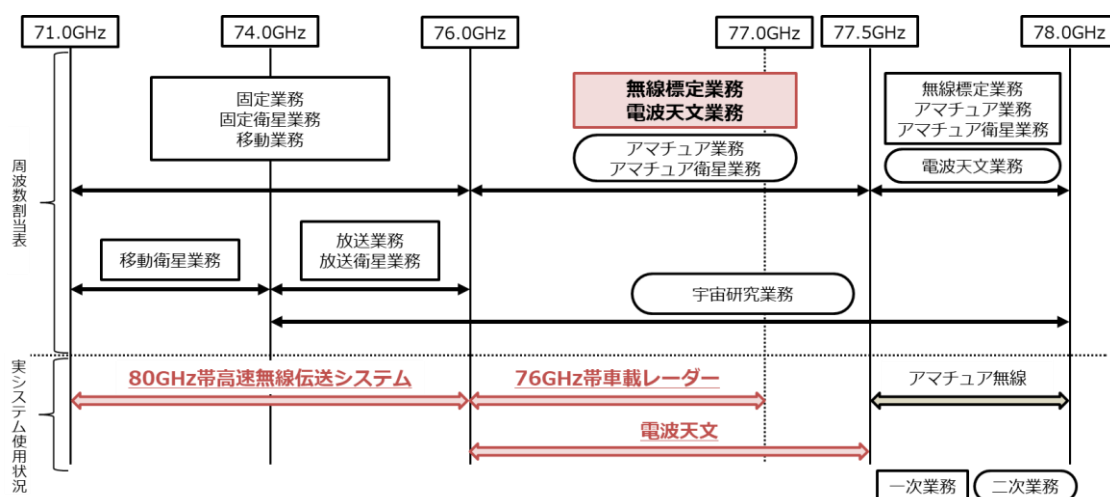 71.0GHz
74.0GHz
76.0GHz
77.0GHz
77.5GHz
78.0GHz
周波数割当表
固定業務
固定衛星業務
移動業務
無線標定業務
電波天文業務
アマチュア業務
アマチュア衛星業務
無線標定業務
アマチュア業務
アマチュア衛星業務
電波天文業務
移動衛星業務
放送業務
放送衛星業務
宇宙研究業務
実システム使用状況
80GHz帯高速無線伝送システム
76GHz帯車載レーダー
アマチュア無線
電波天文
一次業務
二次業務